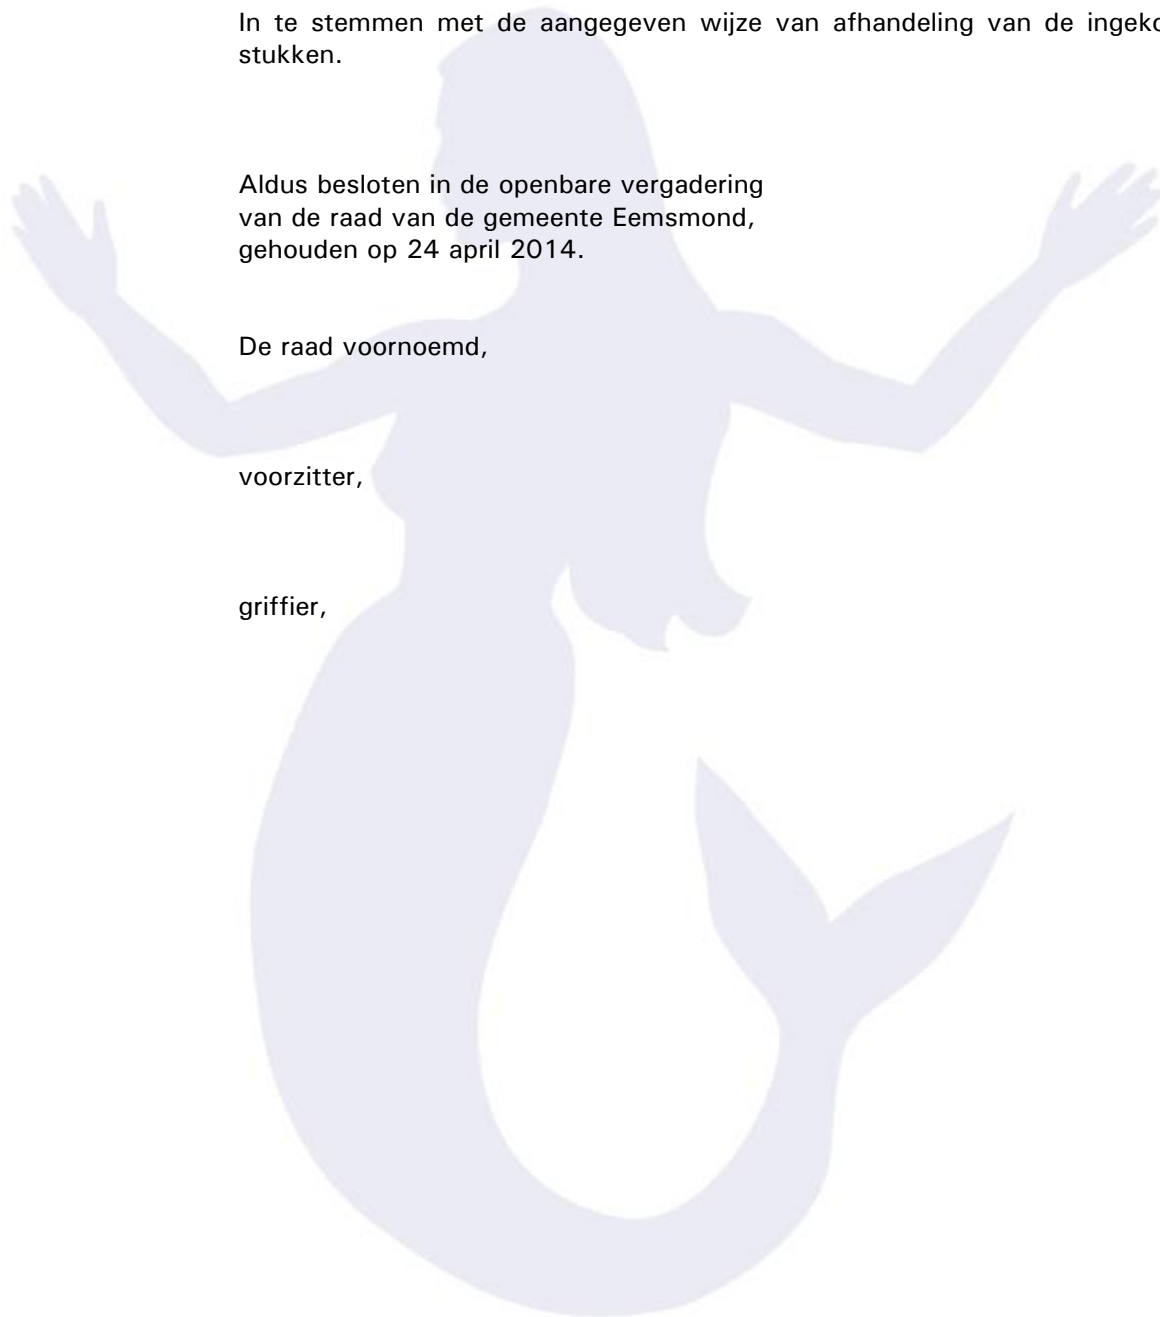 In te stemmen met de aangegeven wijze van afhandeling van de
stukken.
Aldus besloten in de openbare vergadering
van de raad van de gemeente Eemsmond,
gehouden op 24 april 2014.
De raad voornoemd,
voorzitter,
griffier,